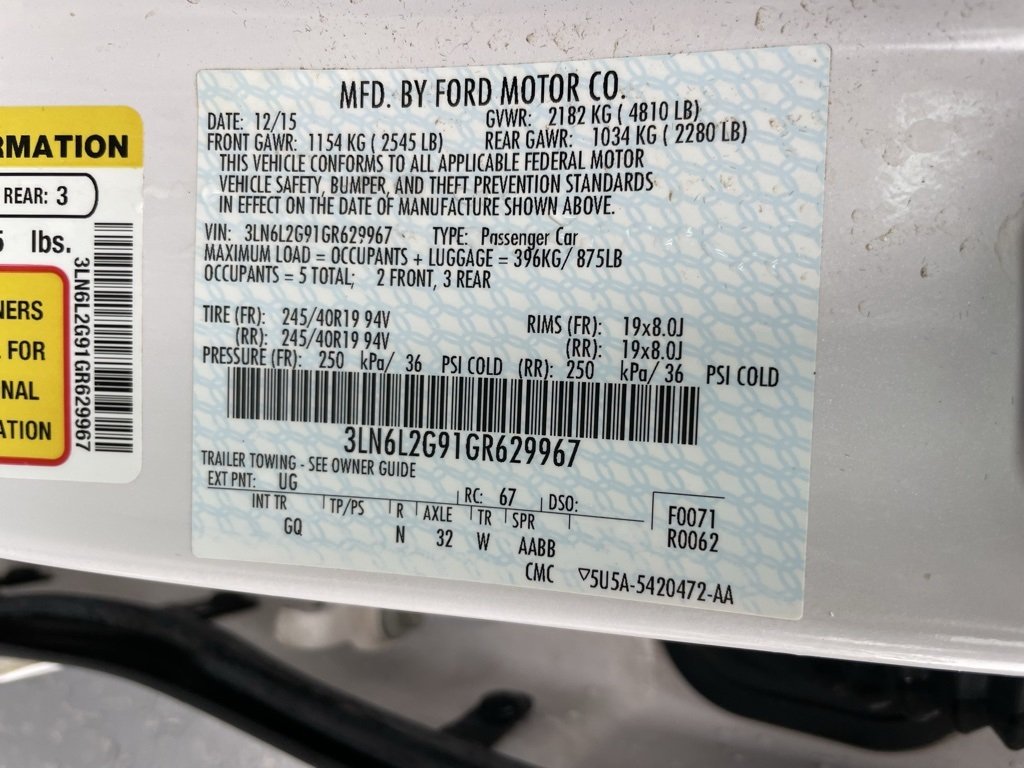 RMATION
REAR: 3
5 lbs.
NERS
L FOR
NAL
ATION
3LN6L2G91GR629967
MFD. BY FORD MOTOR CO.
DATE: 12/15 GVWR: 2182 KG ( 4810 LB)
FRONT GAWR: 1154 KG ( 2545 LB) REAR GAWR: 1034 KG ( 2280 LB)
THIS VEHICLE CONFORMS TO ALL APPLICABLE FEDERAL MOTOR
VEHICLE SAFETY, BUMPER, AND THEFT PREVENTION STANDARDS
IN EFFECT ON THE DATE OF MANUFACTURE SHOWN ABOVE.
VIN: 3LN6L2G91GR629967 TYPE: Passenger Car
MAXIMUM LOAD = OCCUPANTS + LUGGAGE = 396KG/ 875LB
OCCUPANTS = 5 TOTAL; 2 FRONT, 3 REAR
TIRE (FR): 245/40R19 94V RIMS (FR): 19x8.0J
(RR): 245/40R19 94V (RR): 19x8.0J
PRESSURE (FR): 250 kPa/ 36 PSI COLD (RR): 250 kPa/ 36 PSI COLD
3LN6L2G91GR629967
TRAILER TOWING - SEE OWNER GUIDE
EXT PNT: UG RC: 67 DSO:
INT TR TP/PS R AXLE TR SPR F0071
GQ N 32 W AABB R0062
CMC ▽5U5A-5420472-AA